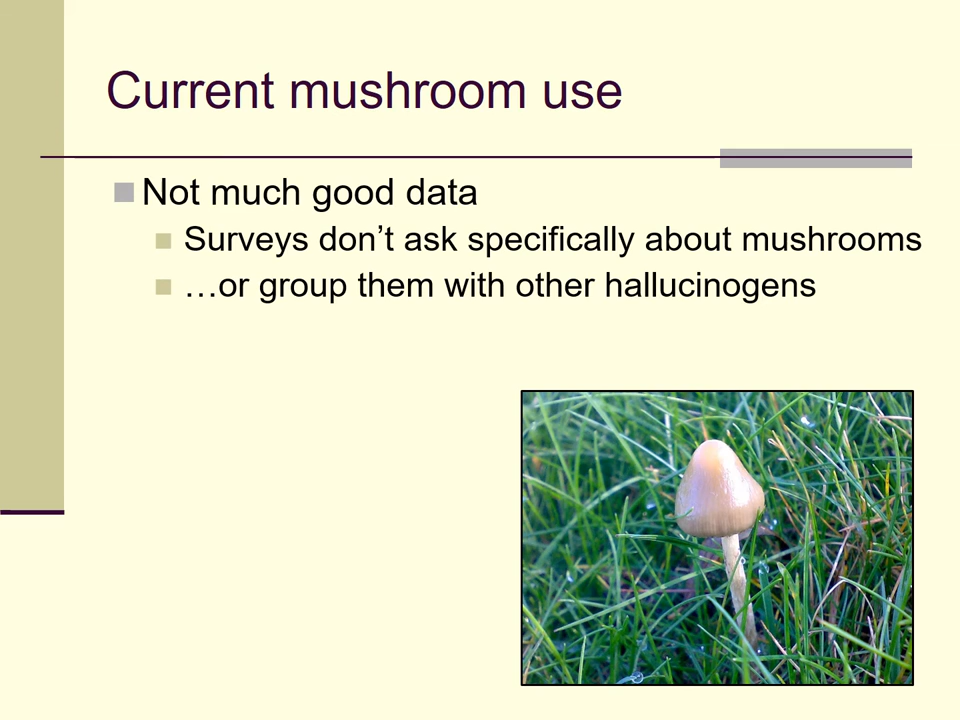 Current mushroom use
Not much good data
Surveys don’t ask specifically about mushrooms
…or group them with other hallucinogens